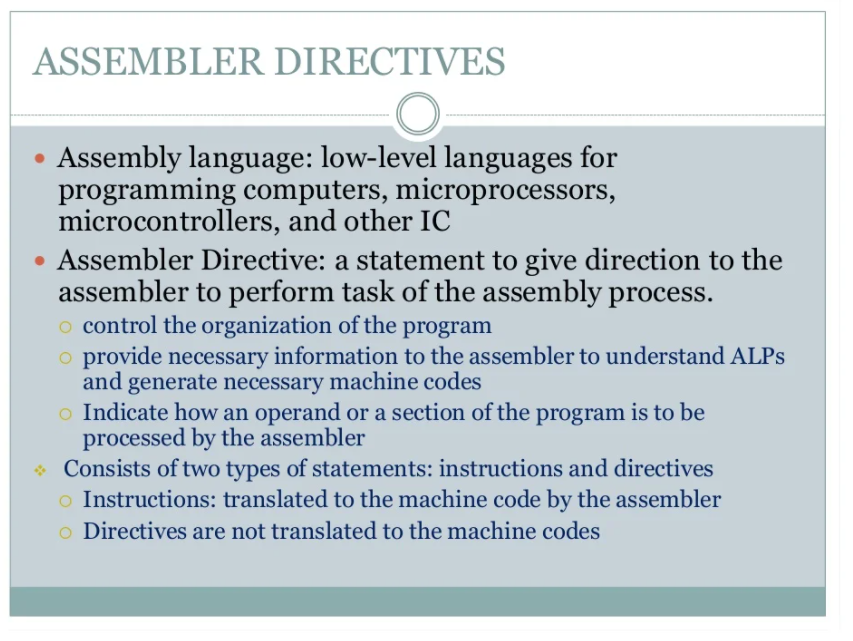 ASSEMBLER DIRECTIVES
Assembly language: low-level languages for
programming computers, microprocessors,
microcontrollers, and other IC
Assembler Directive: a statement to give direction to the
assembler to perform task of the assembly process.
control the organization of the program
provide necessary information to the assembler to understand ALPs
and generate necessary machine codes
Indicate how an operand or a section of the program is to be
processed by the assembler
Consists of two types of statements: instructions and directives
Instructions: translated to the machine code by the assembler
Directives are not translated to the machine codes